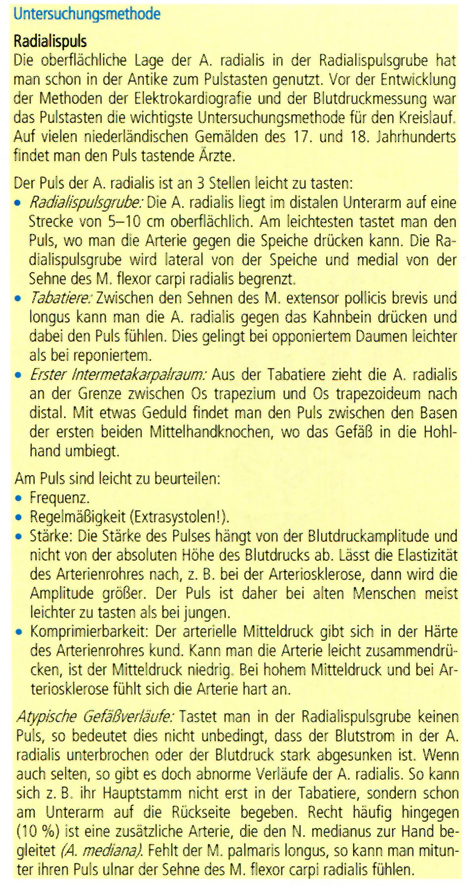 Untersuchungsmethode
Radialispuls
Die oberflächliche Lage der A. radialis in der Radialispulsgrube hat
man schon in der Antike zum Pulstasten genutzt. Vor der Entwicklung
der Methoden der Elektrokardiografie und der Blutdruckmessung war
das Pulstasten die wichtigste Untersuchungsmethode für den Kreislauf.
Auf vielen niederländischen Gemälden des 17. und 18. Jahrhunderts
findet man den Puls tastende Ärzte.
Der Puls der A. radialis ist an 3 Stellen leicht zu tasten:
• Radialispulsgrube: Die A. radialis liegt im distalen Unterarm auf eine
Strecke von 5–10 cm oberflächlich. Am leichtesten tastet man den
Puls, wo man die Arterie gegen die Speiche drücken kann. Die Ra-
dialispulsgrube wird lateral von der Speiche und medial von der
Sehne des M. flexor carpi radialis begrenzt.
• Tabatiere: Zwischen den Sehnen des M. extensor pollicis brevis und
longus kann man die A. radialis gegen das Kahnbein drücken und
dabei den Puls fühlen. Dies gelingt bei opponiertem Daumen leichter
als bei reponiertem.
• Erster Intermetakarpalraum: Aus der Tabatiere zieht die A. radialis
an der Grenze zwischen Os trapezium und Os trapezoideum nach
distal. Mit etwas Geduld findet man den Puls zwischen den Basen
der ersten beiden Mittelhandknochen, wo das Gefäß in die Hohl-
hand umbiegt.
Am Puls sind leicht zu beurteilen:
• Frequenz.
• Regelmäßigkeit (Extrasystolen!).
• Stärke: Die Stärke des Pulses hängt von der Blutdruckamplitude und
nicht von der absoluten Höhe des Blutdrucks ab. Lässt die Elastizität
des Arterienrohres nach, z. B. bei der Arteriosklerose, dann wird die
Amplitude größer. Der Puls ist daher bei alten Menschen meist
leichter zu tasten als bei jungen.
• Komprimierbarkeit: Der arterielle Mitteldruck gibt sich in der Härte
des Arterienrohres kund. Kann man die Arterie leicht zusammendrü-
cken, ist der Mitteldruck niedrig. Bei hohem Mitteldruck und bei Ar-
teriosklerose fühlt sich die Arterie hart an.
Atypische Gefäßverläufe: Tastet man in der Radialispulsgrube keinen
Puls, so bedeutet dies nicht unbedingt, dass der Blutstrom in der A.
radialis unterbrochen oder der Blutdruck stark abgesunken ist. Wenn
auch selten, so gibt es doch abnorme Verläufe der A. radialis. So kann
sich z. B. ihr Hauptstamm nicht erst in der Tabatiere, sondern schon
am Unterarm auf die Rückseite begeben. Recht häufig hingegen
(10 %) ist eine zusätzliche Arterie, die den N. medianus zur Hand be-
gleitet (A. mediana). Fehlt der M. palmaris longus, so kann man mitun-
ter ihren Puls ulnar der Sehne des M. flexor carpi radialis fühlen.